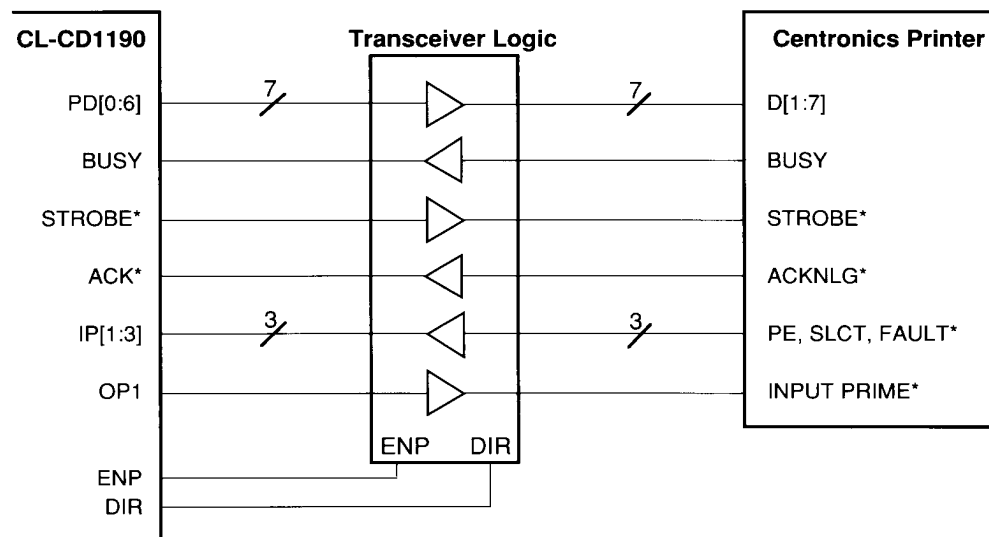 CL-CD1190 Transceiver Logic Centronics Printer
PD[0:6] 7 7 D[1:7]
BUSY BUSY
STROBE* STROBE*
ACK* ACKNLG*
IP[1:3] 3 3 PE, SLCT, FAULT*
OP1 INPUT PRIME*
ENP DIR
ENP
DIR